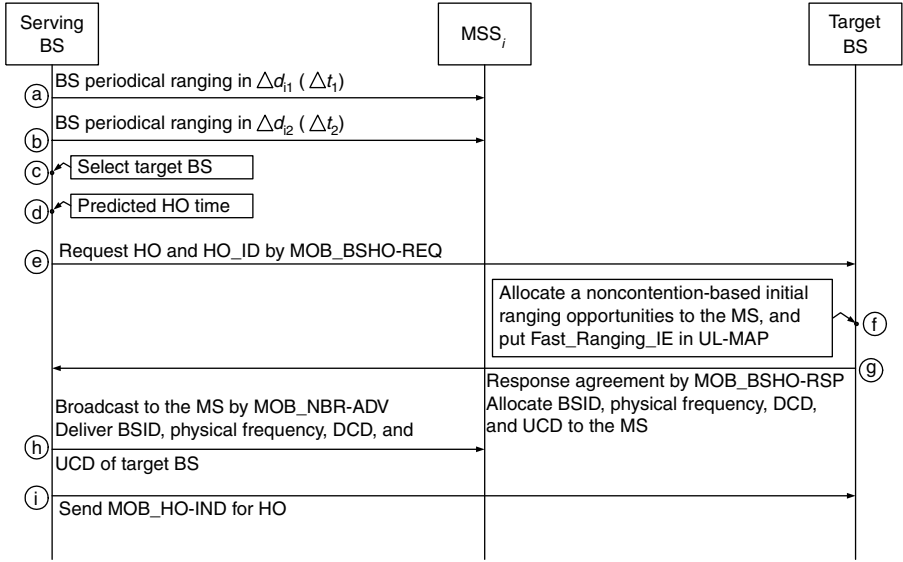 Serving
BS
MSS_i
Target
BS
a
BS periodical ranging in △d_i1 ( △t_1)
b
BS periodical ranging in △d_i2 ( △t_2)
c
Select target BS
d
Predicted HO time
e
Request HO and HO_ID by MOB_BSHO-REQ
Allocate a noncontention-based initial
ranging opportunities to the MS, and
put Fast_Ranging_IE in UL-MAP
f
g
Response agreement by MOB_BSHO-RSP
Allocate BSID, physical frequency, DCD,
and UCD to the MS
Broadcast to the MS by MOB_NBR-ADV
Deliver BSID, physical frequency, DCD, and
h
UCD of target BS
i
Send MOB_HO-IND for HO